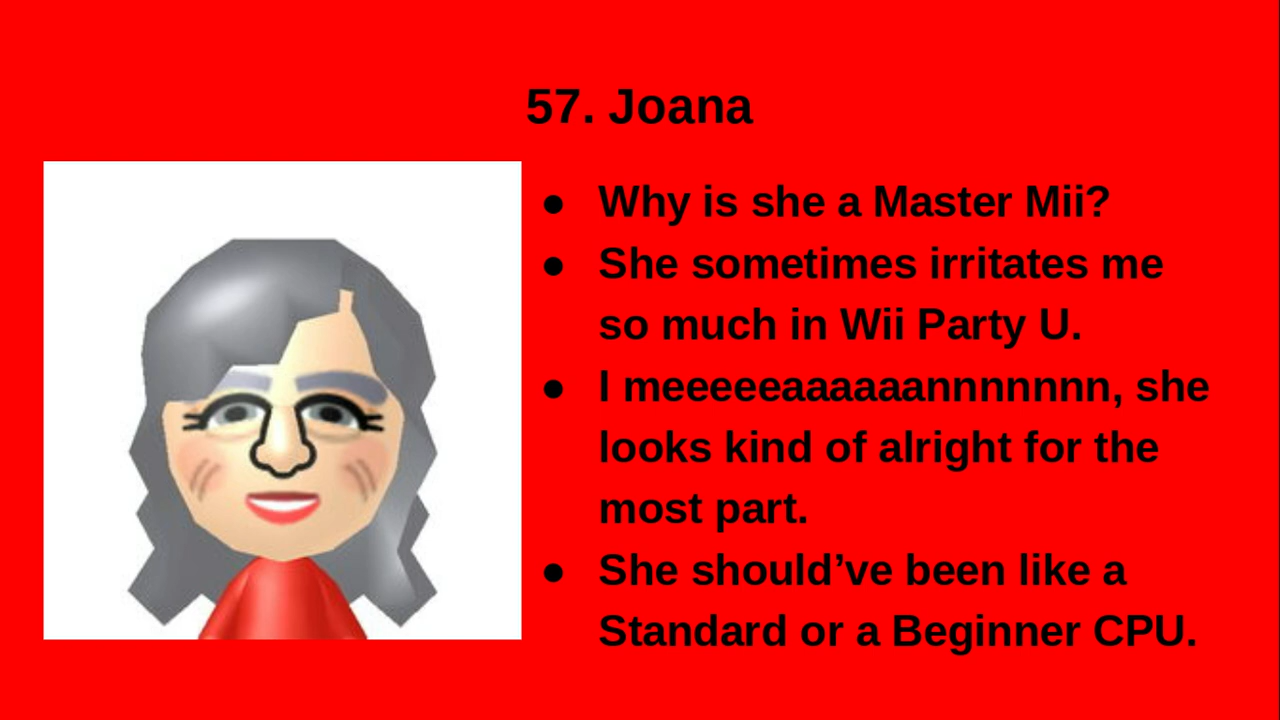 57. Joana
● Why is she a Master Mii?
● She sometimes irritates me
so much in Wii Party U.
● I meeeeeaaaaaannnnnnn, she
looks kind of alright for the
most part.
● She should’ve been like a
Standard or a Beginner CPU.